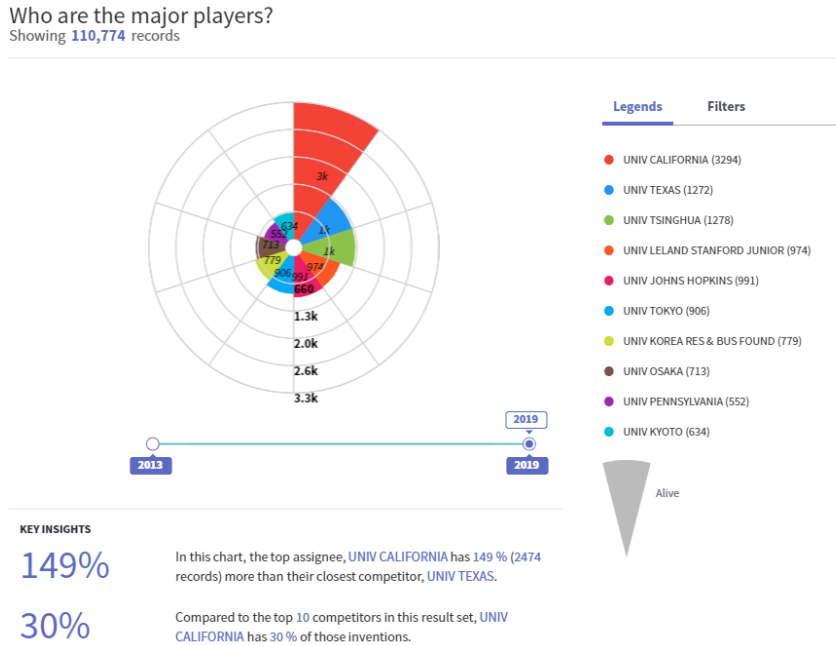 Who are the major players?
Showing 110,774 records
Legends
Filters
3k
1k
1k
974
991
906
779
713
552
634
660
1.3k
2.0k
2.6k
3.3k
UNIV CALIFORNIA (3294)
UNIV TEXAS (1272)
UNIV TSINGHUA (1278)
UNIV LELAND STANFORD JUNIOR (974)
UNIV JOHNS HOPKINS (991)
UNIV TOKYO (906)
UNIV KOREA RES & BUS FOUND (779)
UNIV OSAKA (713)
UNIV PENNSYLVANIA (552)
UNIV KYOTO (634)
Alive
2019
2013
2019
KEY INSIGHTS
149%
In this chart, the top assignee, UNIV CALIFORNIA has 149 % (2474
records) more than their closest competitor, UNIV TEXAS.
30%
Compared to the top 10 competitors in this result set, UNIV
CALIFORNIA has 30 % of those inventions.